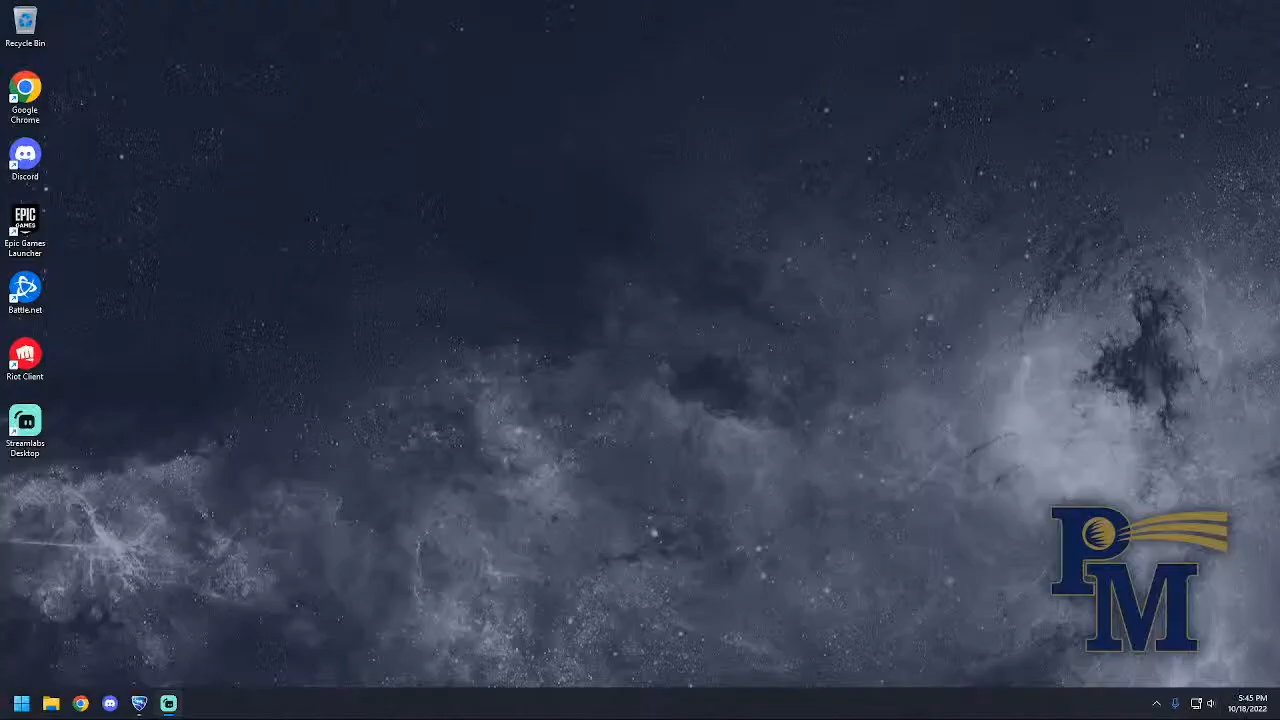 Recycle Bin
Google
Chrome
Discord
EPIC
GAMES
Epic Games
Launcher
Battle.net
Riot Client
Streamlabs
Desktop
PM
5:45 PM
10/18/2022